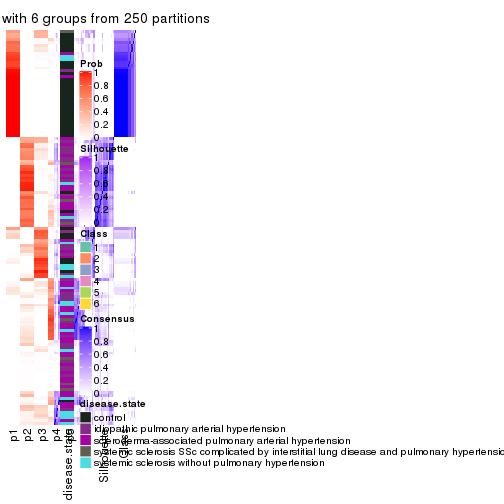 with 6 groups from 250 partitions
Prob
1
0.8
0.6
0.4
0.2
0
Silhouette
1
0.8
0.6
0.4
0.2
0
Class
1
2
3
4
5
6
Consensus
1
0.8
0.6
0.4
0.2
0
disease.state
control
idiopathic pulmonary arterial hypertension
scleroderma-associated pulmonary arterial hypertension
systemic sclerosis SSc complicated by interstitial lung disease and pulmonary hypertensio
systemic sclerosis without pulmonary hypertension
p1
p2
p3
p4
disease.state
Silhouette
Class